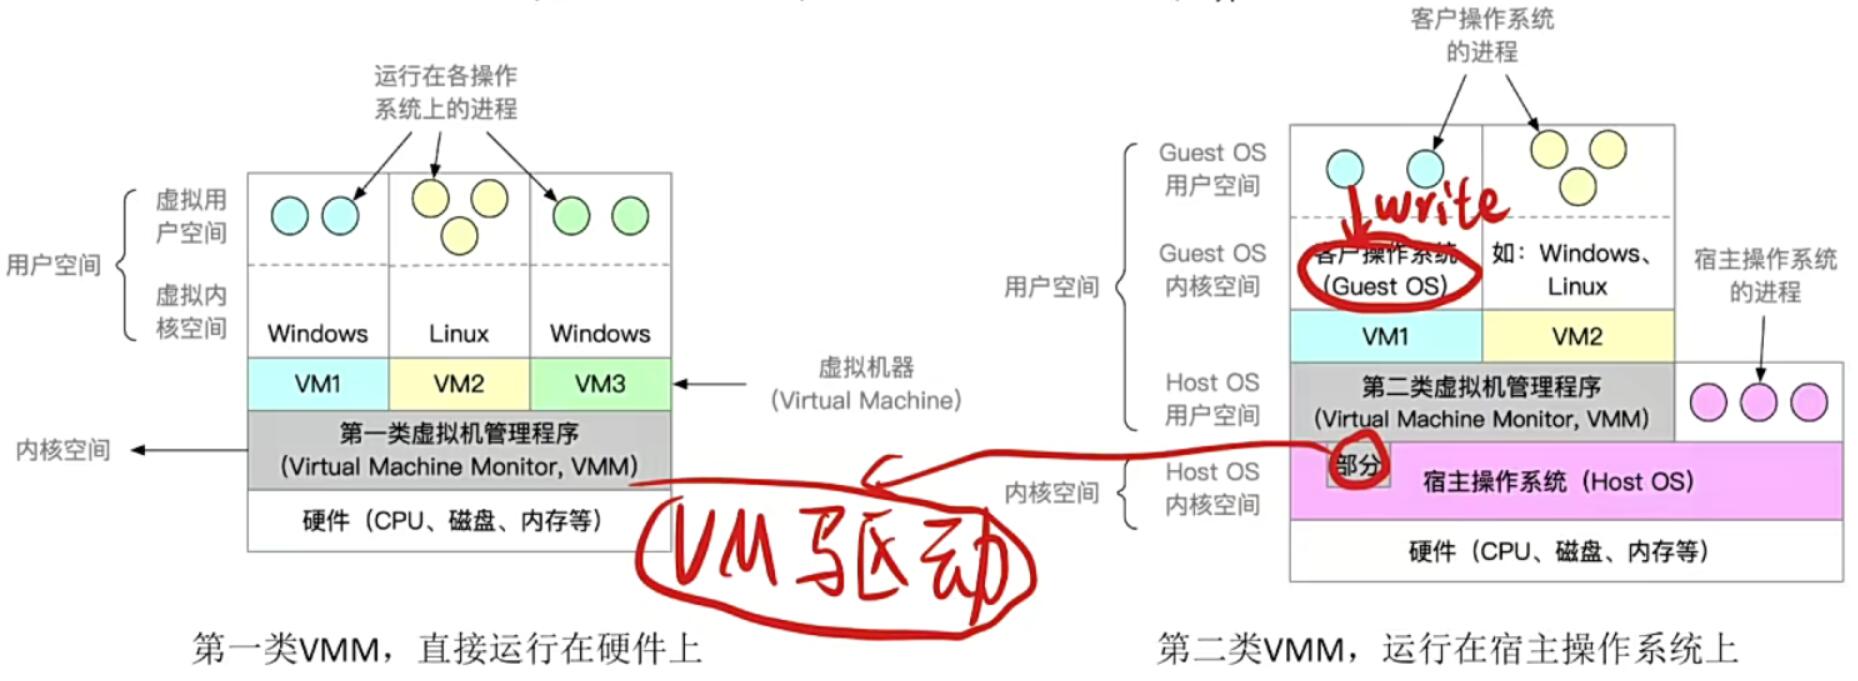 运行在各操作
系统上的进程
虚拟用
户空间
用户空间
虚拟内
核空间
Windows
Linux
Windows
VM1
VM2
VM3
虚拟机器
(Virtual Machine)
内核空间
第一类虚拟机管理程序
(Virtual Machine Monitor, VMM)
硬件（CPU、磁盘、内存等）
VM驱动
第一类VMM，直接运行在硬件上
客户操作系统
的进程
Guest OS
用户空间
write
用户空间
Guest OS
内核空间
客户操作系统
(Guest OS)
如：Windows、
Linux
宿主操作系统
的进程
VM1
VM2
Host OS
用户空间
第二类虚拟机管理程序
(Virtual Machine Monitor, VMM)
内核空间
Host OS
内核空间
部分
宿主操作系统（Host OS）
硬件（CPU、磁盘、内存等）
第二类VMM，运行在宿主操作系统上